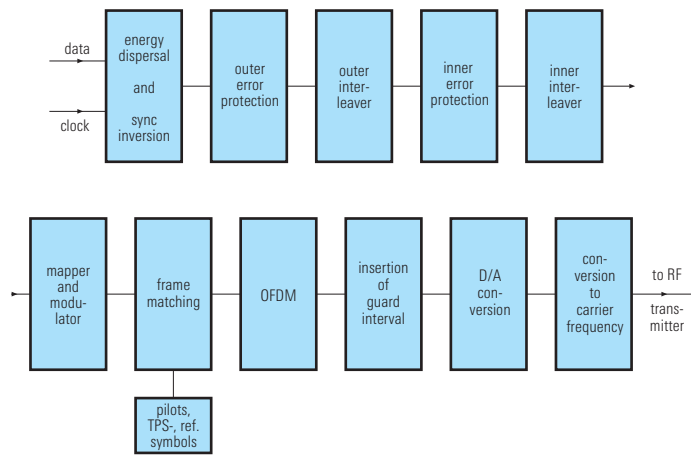 data
clock
energy
dispersal
and
sync
inversion
outer
error
protection
outer
inter-
leaver
inner
error
protection
inner
inter-
leaver
mapper
and
modu-
lator
frame
matching
OFDM
insertion
of
guard
interval
D/A
con-
version
con-
version
to
carrier
frequency
to RF
trans-
mitter
pilots,
TPS-, ref.
symbols